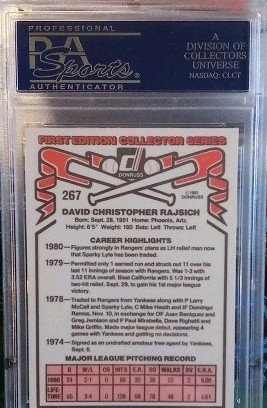 PROFESSIONAL
PSA
Sports
AUTHENTICATOR
A
DIVISION OF
COLLECTORS
UNIVERSE
NASDAQ: CLCT
FIRST EDITION COLLECTOR SERIES
DONRUSS
267
©1981
DONRUSS
DAVID CHRISTOPHER RAJSICH
Born: Sept. 28, 1951 Home: Phoenix, Ariz.
Height: 6'5" Weight: 180 Bats: Left Throws: Left
CAREER HIGHLIGHTS
1980 - Figures strongly in Rangers' plans as LH relief man now
that Sparky Lyle has been traded.
1979 - Permitted only 1 earned run and struck out 11 over his
last 11 innings of season with Rangers. Was 1-3 with
3.52 ERA overall. Beat California with 5 1/3 innings of
two-hit relief, Sept. 29, to gain his 1st major league
victory.
1978 - Traded to Rangers from Yankees along with P Larry
McCall and Sparky Lyle, C Mike Heath and IF Domingo
Ramos, Nov. 10, in exchange for OF Juan Beniquez and
Greg Jemison and P Paul Mirabella, Dave Righetti and
Mike Griffin. Made major league debut, appearing in 4
games with Yankees and getting no decisions.
1974 - Signed as an undrafted amateur free agent by Yankees,
Sept. 6.
MAJOR LEAGUE PITCHING RECORD
G W/L CG IP HITS E.R. SO WALKS SV E.R.A.
1980 24 2-1
LIFE-
TIME